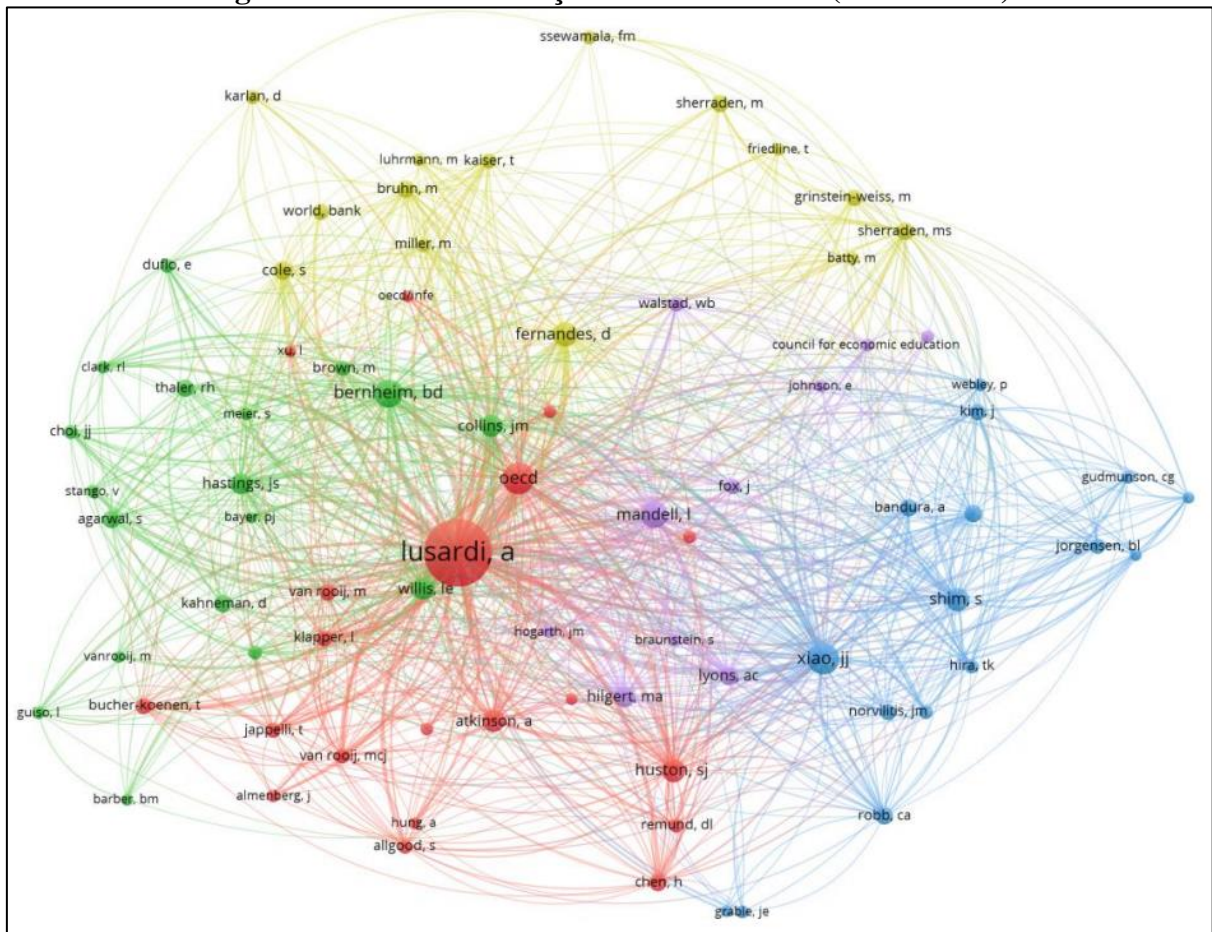 ssewamala, fm
karlan, d
sherraden, m
friedline, t
luhrmann, m
kaiser, t
bruhn, m
grinstein-weiss, m
world, bank
sherraden, ms
miller, m
batty, m
duflo, e
cole, s
oecd/infe
walstad, wb
fernandes, d
council for economic education
xu, l
clark, rl
brown, m
thaler, rh
bernheim, bd
johnson, e
webley, p
meier, s
kim, j
choi, jj
collins, jm
hastings, js
oecd
stango, v
fox, j
gudmunson, cg
agarwal, s
bayer, pj
mandell, l
bandura, a
lusardi, a
jorgensen, bl
van rooij, m
willis, le
kahneman, d
shim, s
klapper, l
hogarth, jm
braunstein, s
vanrooij, m
xiao, jj
hira, tk
lyons, ac
guiso, l
bucher-koenen, t
hilgert, ma
norvilitis, jm
jappelli, t
atkinson, a
van rooij, mcj
huston, sj
barber, bm
almenberg, j
hung, a
remund, dl
robb, ca
allgood, s
chen, h
grable, je